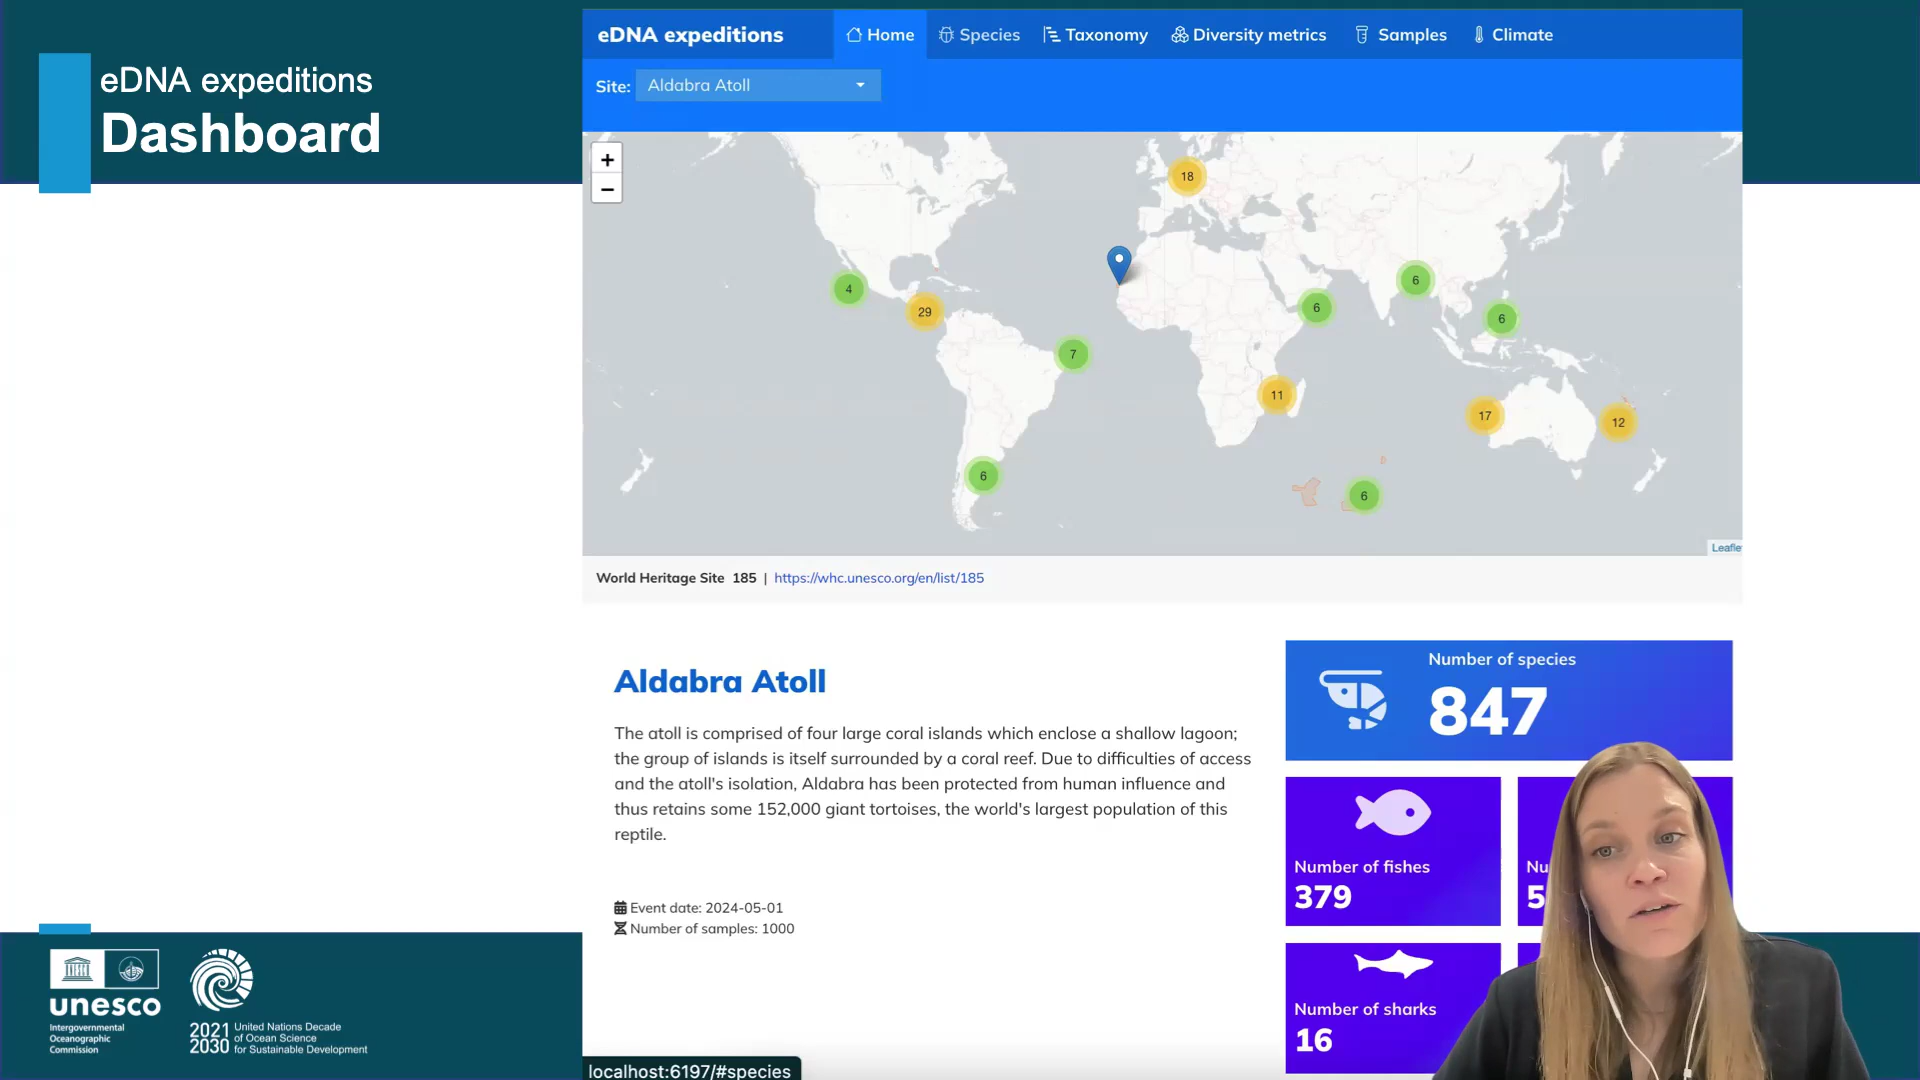 eDNA expeditions
Dashboard
eDNA expeditions
Home
Species
Taxonomy
Diversity metrics
Samples
Climate
Site:
Aldabra Atoll
+
−
18
4
29
7
6
6
6
11
17
12
6
6
Leafle
World Heritage Site 185 | https://whc.unesco.org/en/list/185
Aldabra Atoll
The atoll is comprised of four large coral islands which enclose a shallow lagoon;
the group of islands is itself surrounded by a coral reef. Due to difficulties of access
and the atoll's isolation, Aldabra has been protected from human influence and
thus retains some 152,000 giant tortoises, the world's largest population of this
reptile.
Event date: 2024-05-01
Number of samples: 1000
Number of species
847
Number of fishes
379
Nu
5
Number of sharks
16
unesco
Intergovernmental
Oceanographic
Commission
2021
2030
United Nations Decade
of Ocean Science
for Sustainable Development
localhost:6197/#species